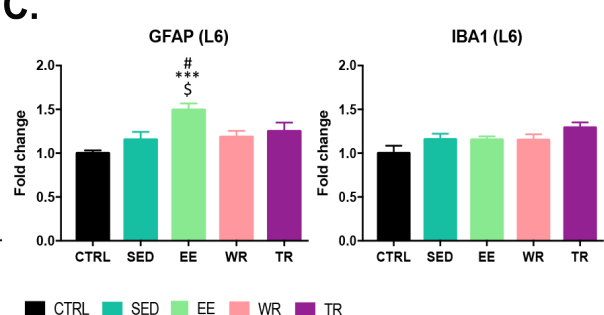 C.
GFAP (L6)
Fold change
2.0
1.5
1.0
0.5
0.0
#
***
$
CTRL SED EE WR TR
IBA1 (L6)
Fold change
2.0
1.5
1.0
0.5
0.0
CTRL SED EE WR TR
CTRL SED EE WR TR